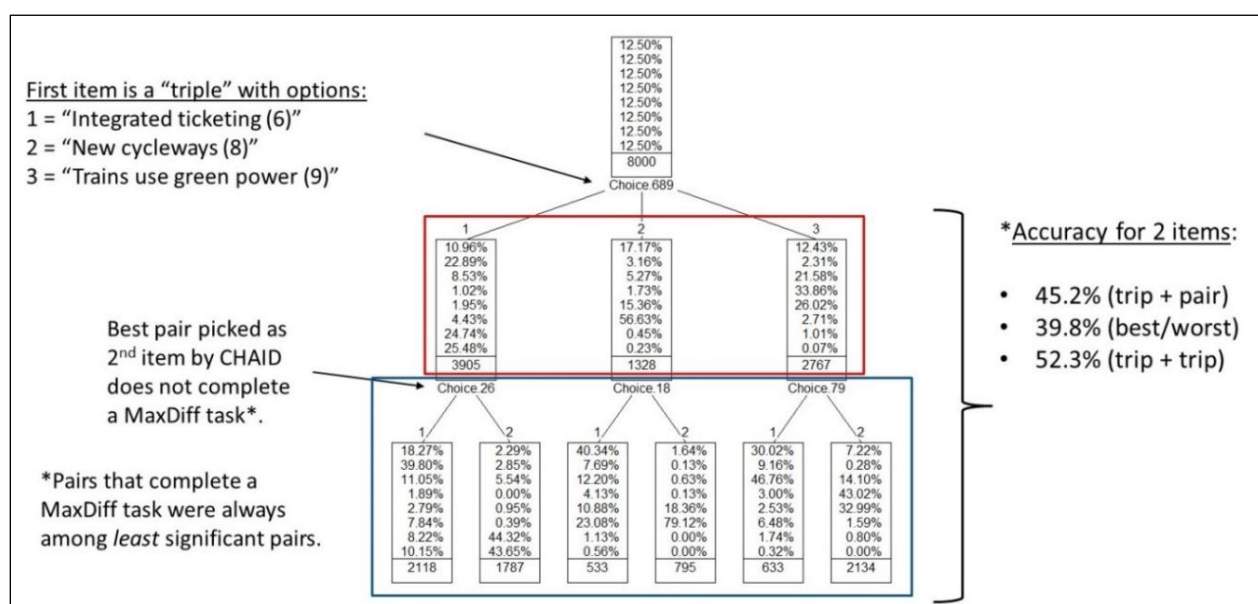 12.50%
12.50%
12.50%
12.50%
12.50%
12.50%
12.50%
12.50%
8000
Choice.689
First item is a “triple” with options:
1 = “Integrated ticketing (6)”
2 = “New cycleways (8)”
3 = “Trains use green power (9)”
1 2 3
10.96% 17.17% 12.43%
22.89% 3.16% 2.31%
8.53% 5.27% 21.58%
1.02% 1.73% 33.86%
1.95% 15.36% 26.02%
4.43% 56.63% 2.71%
24.74% 0.45% 1.01%
25.48% 0.23% 0.07%
3905 1328 2767
Choice.26 Choice.18 Choice.79
Best pair picked as
2nd item by CHAID
does not complete
a MaxDiff task*.
*Pairs that complete a
MaxDiff task were always
among least significant pairs.
1 2 1 2 1 2
18.27% 2.29% 40.34% 1.64% 30.02% 7.22%
39.80% 2.85% 7.69% 0.13% 9.16% 0.28%
11.05% 5.54% 12.20% 0.63% 46.76% 14.10%
1.89% 0.00% 4.13% 0.13% 3.00% 43.02%
2.79% 0.95% 10.88% 18.36% 2.53% 32.99%
7.84% 0.39% 23.08% 79.12% 6.48% 1.59%
8.22% 44.32% 1.13% 0.00% 1.74% 0.80%
10.15% 43.65% 0.56% 0.00% 0.32% 0.00%
2118 1787 533 795 633 2134
*Accuracy for 2 items:
• 45.2% (trip + pair)
• 39.8% (best/worst)
• 52.3% (trip + trip)